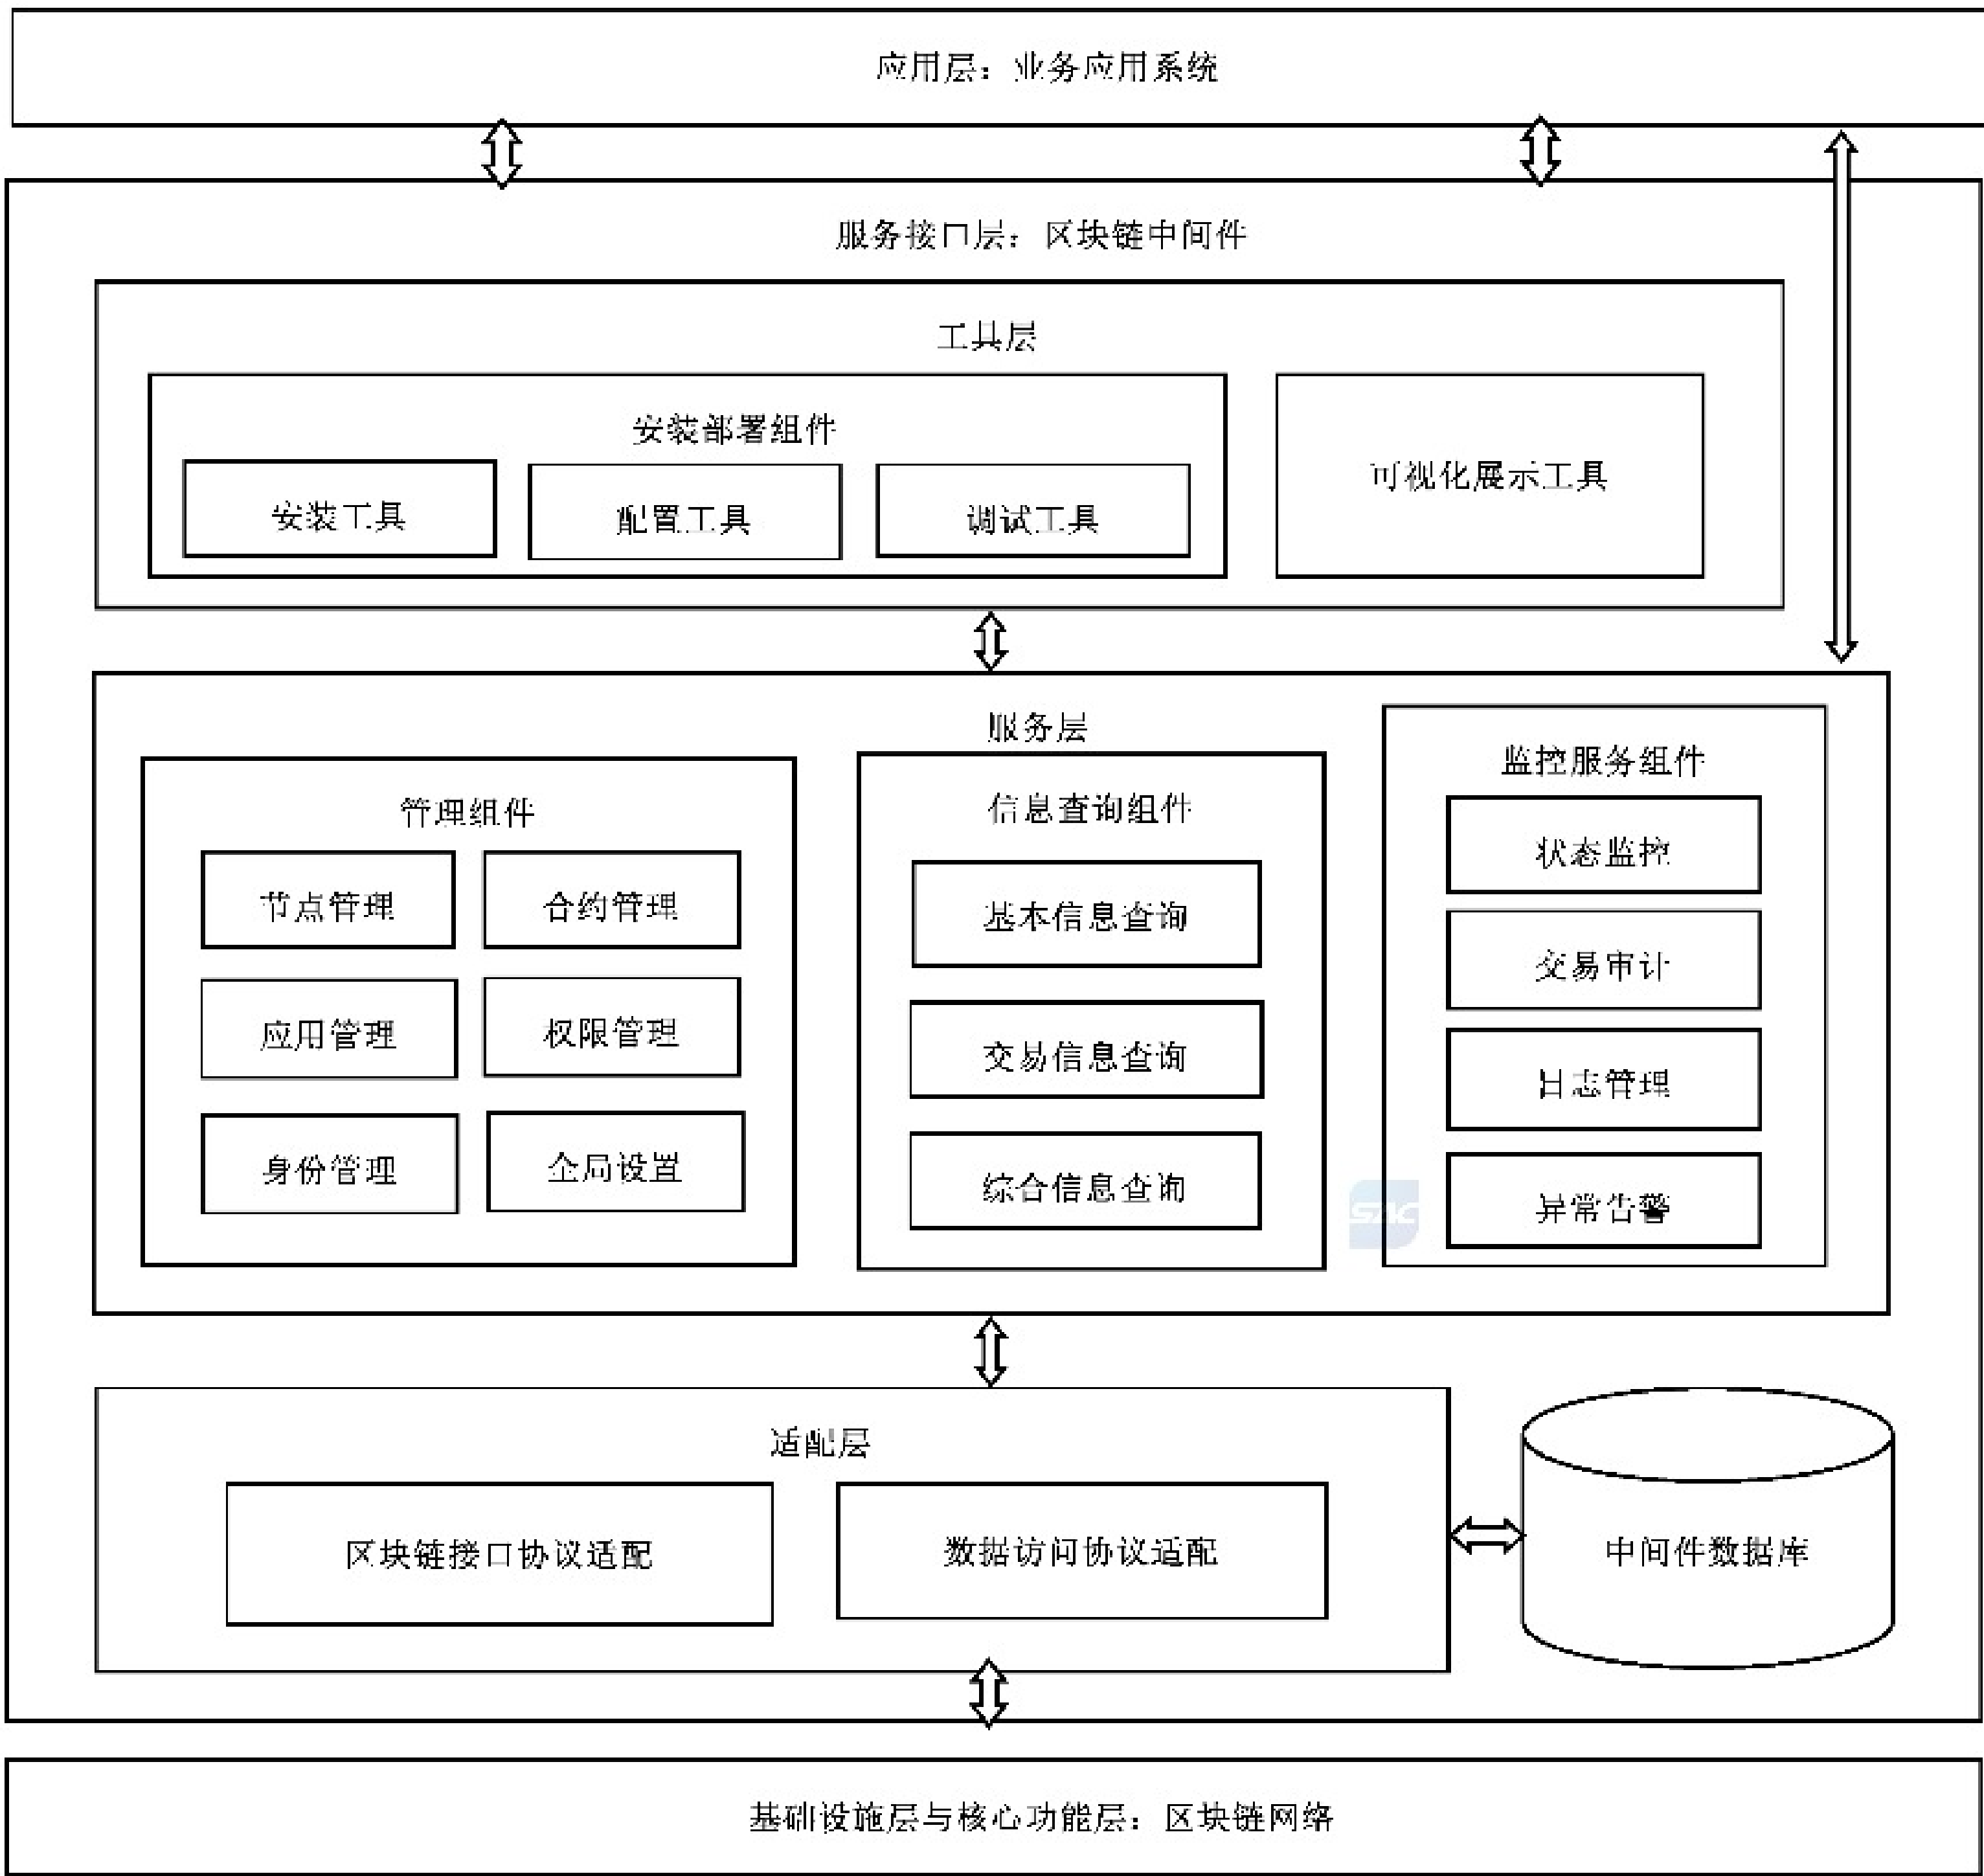 应用层：业务应用系统
服务接口层：区块链中间件
工具层
安装部署组件
安装工具
配置工具
调试工具
可视化展示工具
服务层
管理组件
节点管理
合约管理
应用管理
权限管理
身份管理
全局设置
信息查询组件
基本信息查询
交易信息查询
综合信息查询
监控服务组件
状态监控
交易审计
日志管理
异常告警
SAC
适配层
区块链接口协议适配
数据访问协议适配
中间件数据库
基础设施层与核心功能层：区块链网络